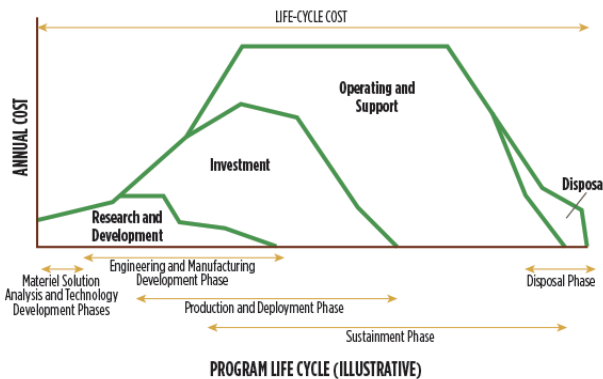 LIFE-CYCLE COST
ANNUAL COST
Operating and
Support
Investment
Disposa
Research and
Development
Materiel Solution
Analysis and Technology
Development Phases
Engineering and Manufacturing
Development Phase
Production and Deployment Phase
Disposal Phase
Sustainment Phase
PROGRAM LIFE CYCLE (ILLUSTRATIVE)